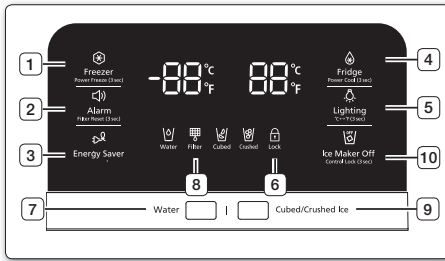 1
Freezer
Power Freeze (3 sec)
2
Alarm
Filter Reset (3 sec)
3
Energy Saver
-88 °C °F
88 °C °F
Water Filter Cubed Crushed Lock
4
Fridge
Power Cool (3 sec)
5
Lighting
°C↔°F (3 sec)
OFF
Ice Maker Off
Control Lock (3 sec)
10
8
6
7
Water
Cubed/Crushed Ice
9